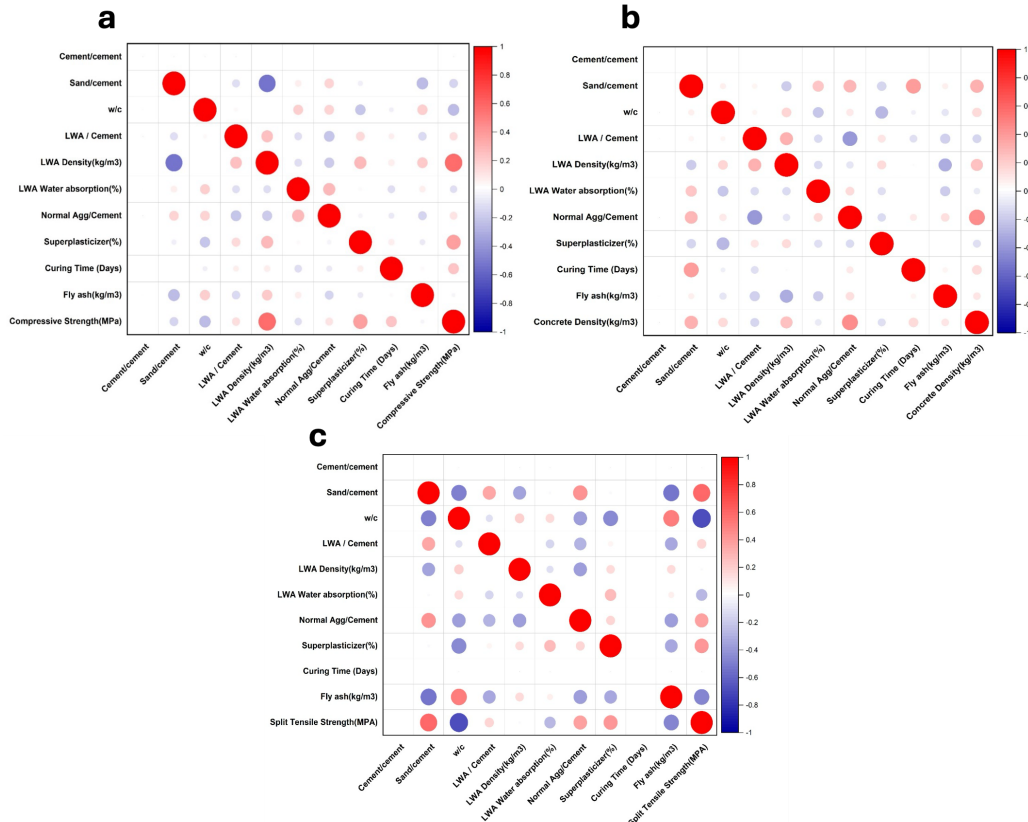 a
Cement/cement
Sand/cement
w/c
LWA / Cement
LWA Density(kg/m3)
LWA Water absorption(%)
Normal Agg/Cement
Superplasticizer(%)
Curing Time (Days)
Fly ash(kg/m3)
Compressive Strength(MPa)
Cement/cement
Sand/cement
w/c
LWA / Cement
LWA Density(kg/m3)
LWA Water absorption(%)
Normal Agg/Cement
Superplasticizer(%)
Curing Time (Days)
Fly ash(kg/m3)
Compressive Strength(MPa)
1
0.8
0.6
0.4
0.2
0
-0.2
-0.4
-0.6
-0.8
-1
b
Cement/cement
Sand/cement
w/c
LWA / Cement
LWA Density(kg/m3)
LWA Water absorption(%)
Normal Agg/Cement
Superplasticizer(%)
Curing Time (Days)
Fly ash(kg/m3)
Concrete Density(kg/m3)
Cement/cement
Sand/cement
w/c
LWA / Cement
LWA Density(kg/m3)
LWA Water absorption(%)
Normal Agg/Cement
Superplasticizer(%)
Curing Time (Days)
Fly ash(kg/m3)
Concrete Density(kg/m3)
c
Cement/cement
Sand/cement
w/c
LWA / Cement
LWA Density(kg/m3)
LWA Water absorption(%)
Normal Agg/Cement
Superplasticizer(%)
Curing Time (Days)
Fly ash(kg/m3)
Split Tensile Strength(MPA)
Cement/cement
Sand/cement
w/c
LWA / Cement
LWA Density(kg/m3)
LWA Water absorption(%)
Normal Agg/Cement
Superplasticizer(%)
Curing Time (Days)
Fly ash(kg/m3)
Split Tensile Strength(MPA)
1
0.8
0.6
0.4
0.2
0
-0.2
-0.4
-0.6
-0.8
-1